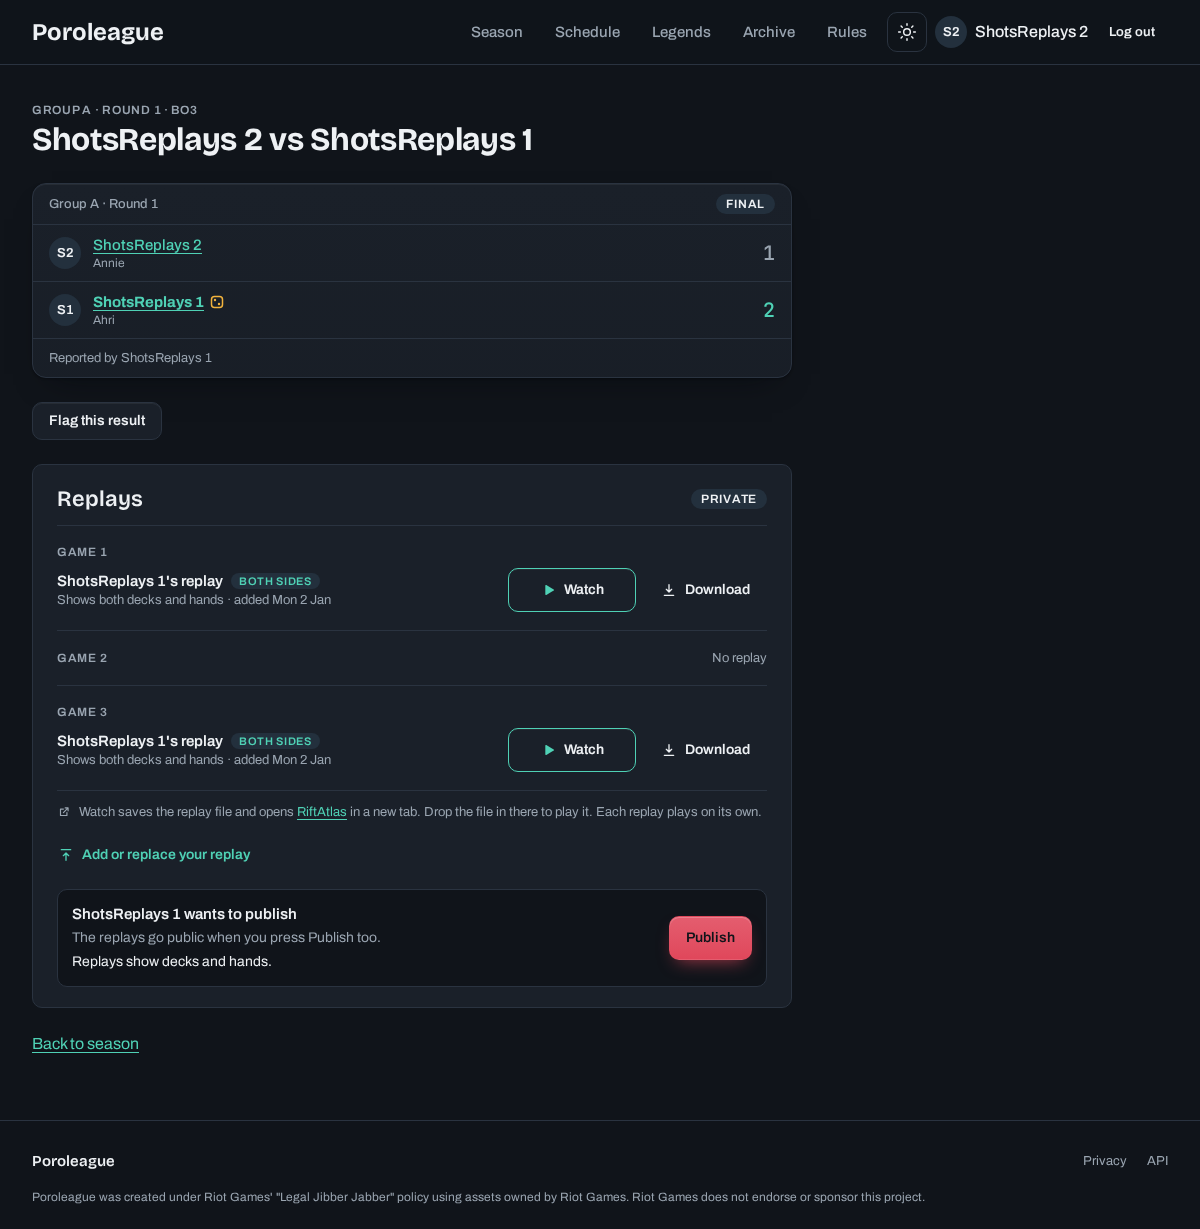 Poroleague
Season
Schedule
Legends
Archive
Rules
S2
ShotsReplays 2
Log out
GROUP A · ROUND 1 · BO3
ShotsReplays 2 vs ShotsReplays 1
Group A · Round 1
FINAL
S2
ShotsReplays 2
Annie
1
S1
ShotsReplays 1
Ahri
2
Reported by ShotsReplays 1
Flag this result
Replays
PRIVATE
GAME 1
ShotsReplays 1's replay
BOTH SIDES
Shows both decks and hands · added Mon 2 Jan
Watch
Download
GAME 2
No replay
GAME 3
ShotsReplays 1's replay
BOTH SIDES
Shows both decks and hands · added Mon 2 Jan
Watch
Download
Watch saves the replay file and opens RiftAtlas in a new tab. Drop the file in there to play it. Each replay plays on its own.
Add or replace your replay
ShotsReplays 1 wants to publish
The replays go public when you press Publish too.
Replays show decks and hands.
Publish
Back to season
Poroleague
Privacy
API
Poroleague was created under Riot Games' "Legal Jibber Jabber" policy using assets owned by Riot Games. Riot Games does not endorse or sponsor this project.